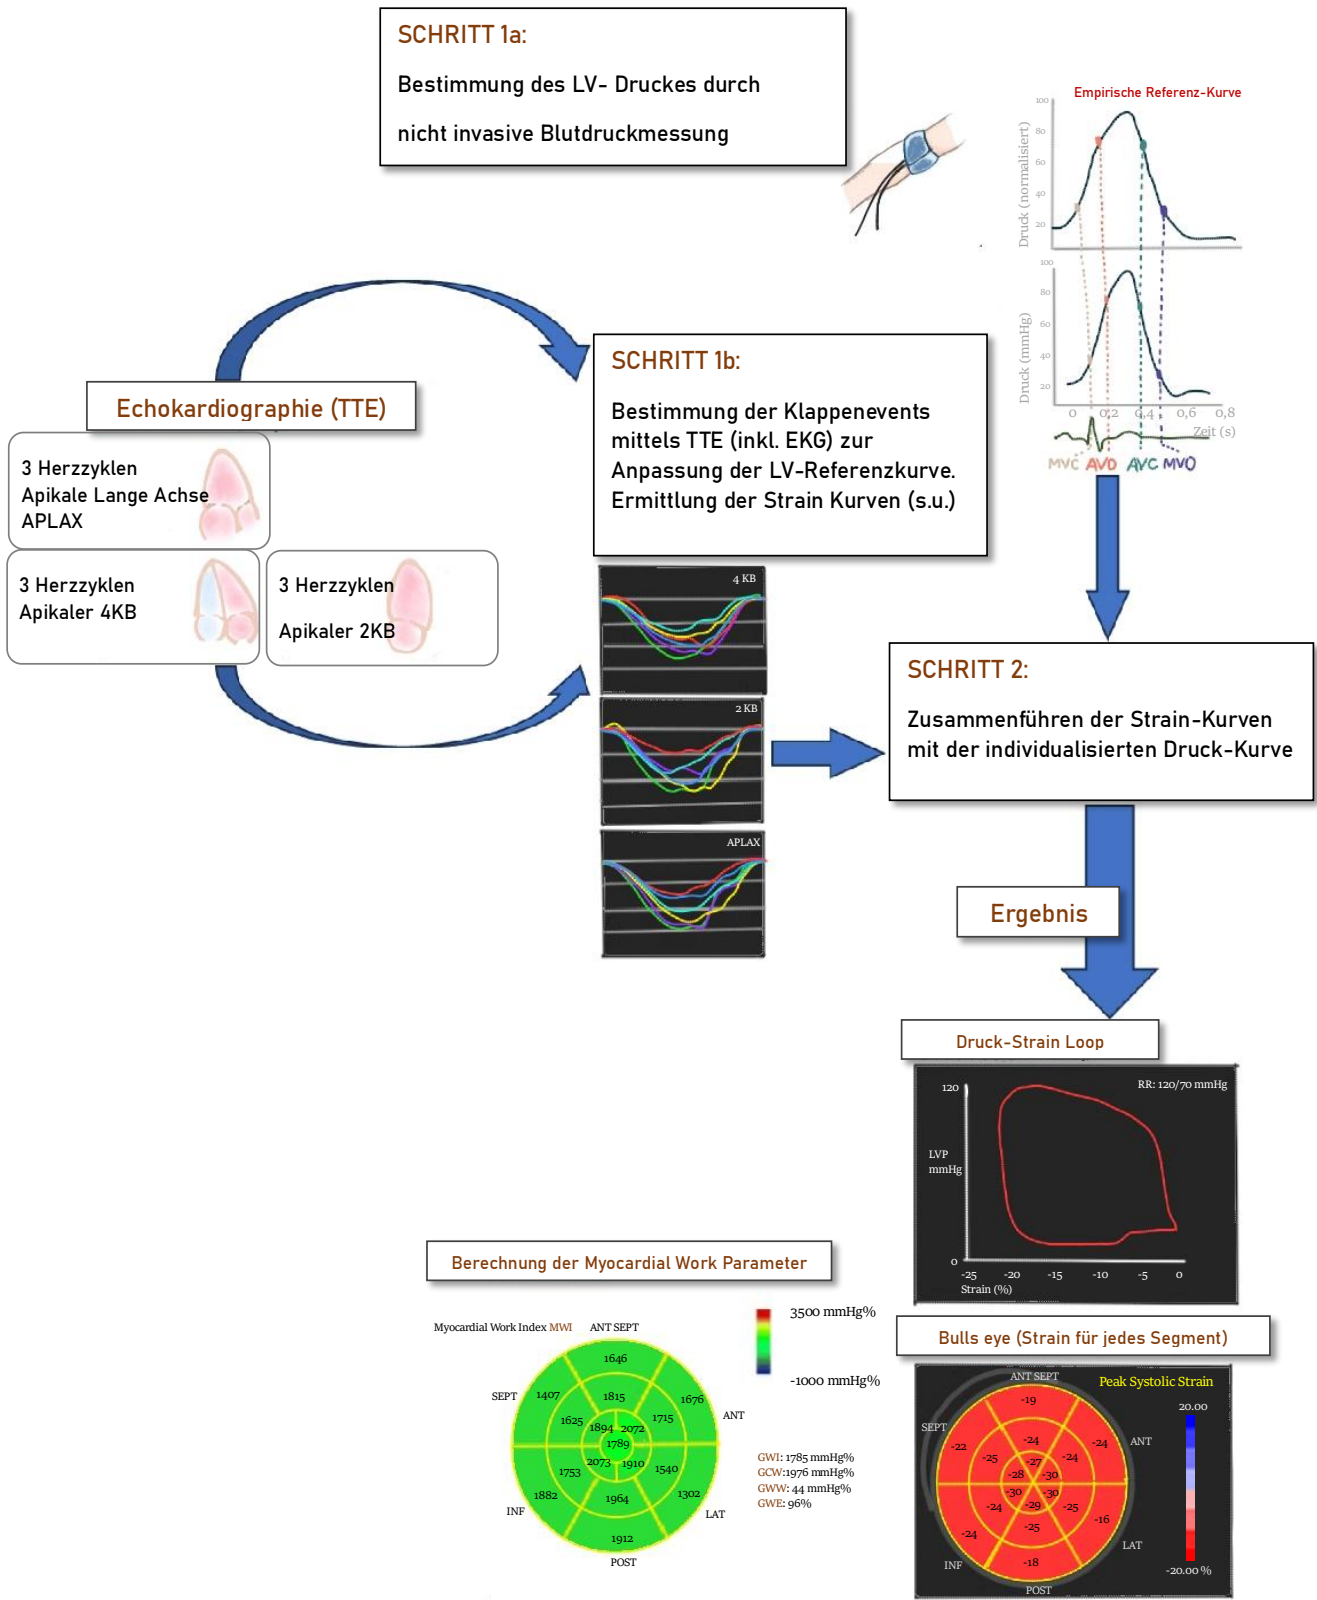 SCHRITT 1a:
Bestimmung des LV- Druckes durch
nicht invasive Blutdruckmessung
Empirische Referenz-Kurve
Druck (normalisiert)
100
80
60
40
20
Druck (mmHg)
100
80
60
40
20
0
0,2
0,4
0,6
0,8
Zeit (s)
MVC
AVO
AVC
MVO
Echokardiographie (TTE)
3 Herzzyklen
Apikale Lange Achse
APLAX
3 Herzzyklen
Apikaler 4KB
3 Herzzyklen
Apikaler 2KB
SCHRITT 1b:
Bestimmung der Klappenevents
mittels TTE (inkl. EKG) zur
Anpassung der LV-Referenzkurve.
Ermittlung der Strain Kurven (s.u.)
4 KB
2 KB
APLAX
SCHRITT 2:
Zusammenführen der Strain-Kurven
mit der individualisierten Druck-Kurve
Ergebnis
Druck-Strain Loop
RR: 120/70 mmHg
120
LVP
mmHg
0
-25
-20
-15
-10
-5
0
Strain (%)
Berechnung der Myocardial Work Parameter
Myocardial Work Index MWI
3500 mmHg%
-1000 mmHg%
ANT SEPT
SEPT
ANT
INF
LAT
POST
1646
1407
1815
1676
1625
1715
1894
2072
1789
2073
1910
1753
1540
1882
1964
1302
1912
GWI: 1785 mmHg%
GCW:1976 mmHg%
GWW: 44 mmHg%
GWE: 96%
Bulls eye (Strain für jedes Segment)
Peak Systolic Strain
20.00
-20.00 %
ANT SEPT
SEPT
ANT
INF
LAT
POST
-19
-22
-24
-24
-25
-24
-27
-28
-30
-30
-30
-29
-24
-25
-24
-25
-16
-18